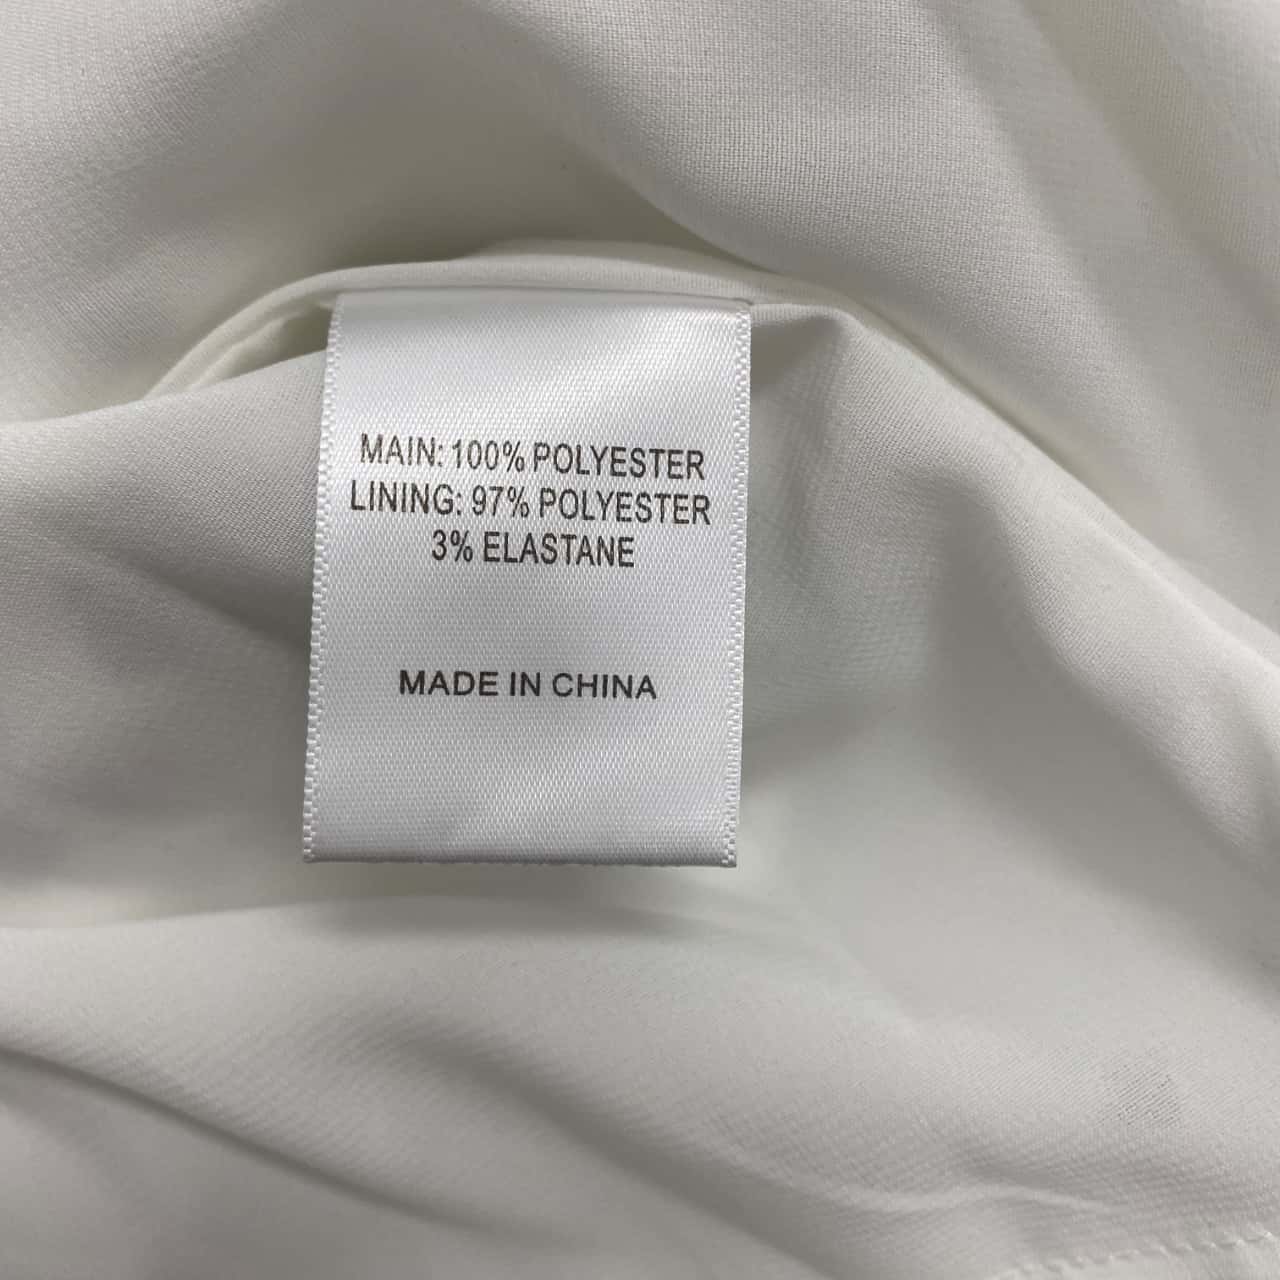 MAIN: 100% POLYESTER
LINING: 97% POLYESTER
3% ELASTANE
MADE IN CHINA